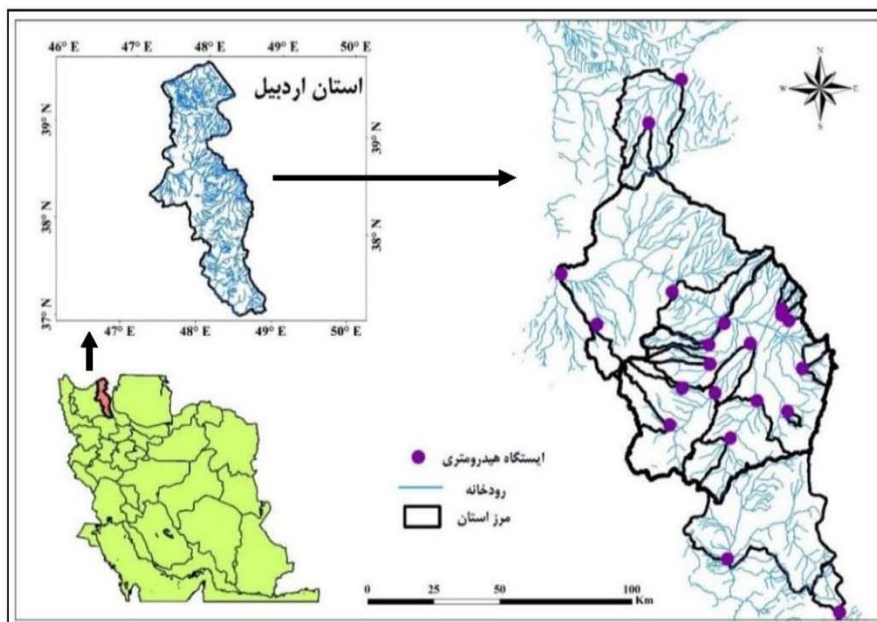 46° E 47° E 48° E 49° E 50° E
استان اردبیل
39° N
39° N
38° N
38° N
37° N
47° E 48° E 49° E 50° E
N
W E
S
ایستگاه هیدرومتری
رودخانه
مرز استان
0 25 50 100
Km